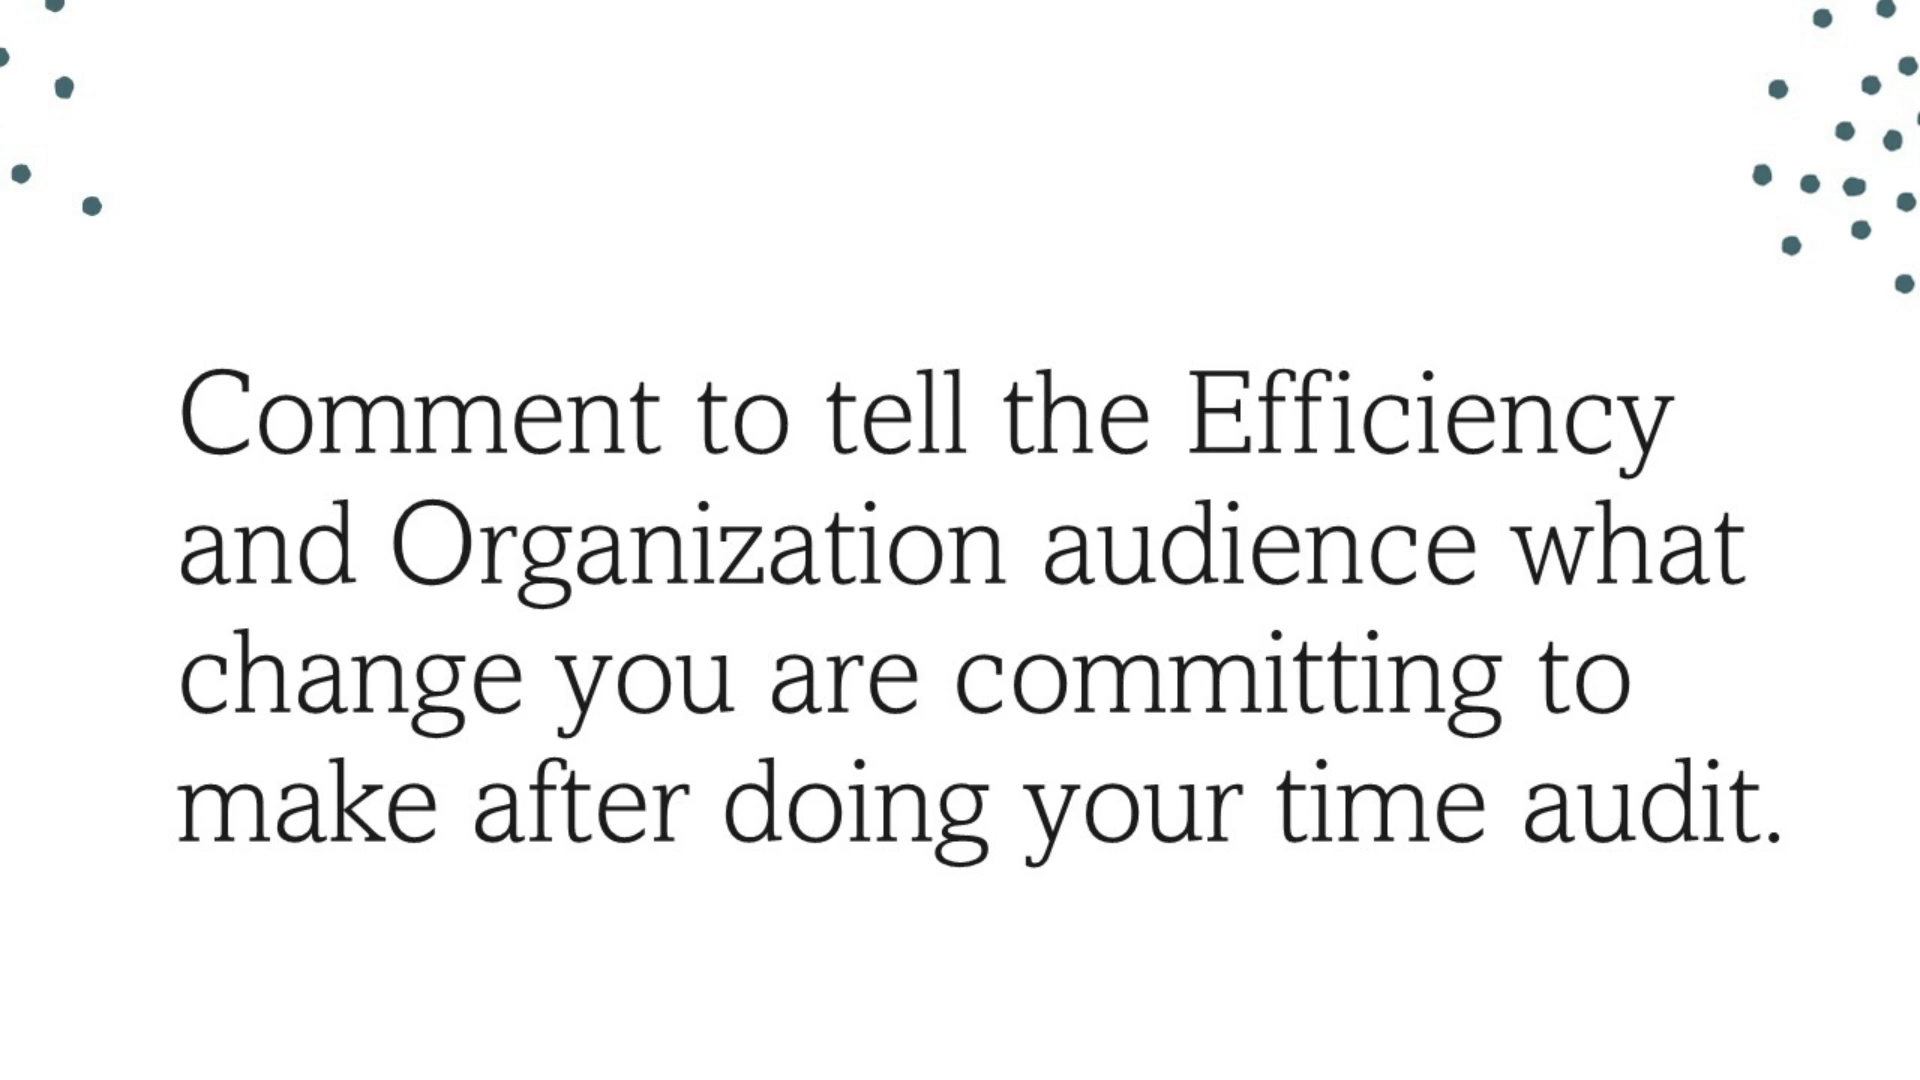 Comment to tell the Efficiency
and Organization audience what
change you are committing to
make after doing your time audit.